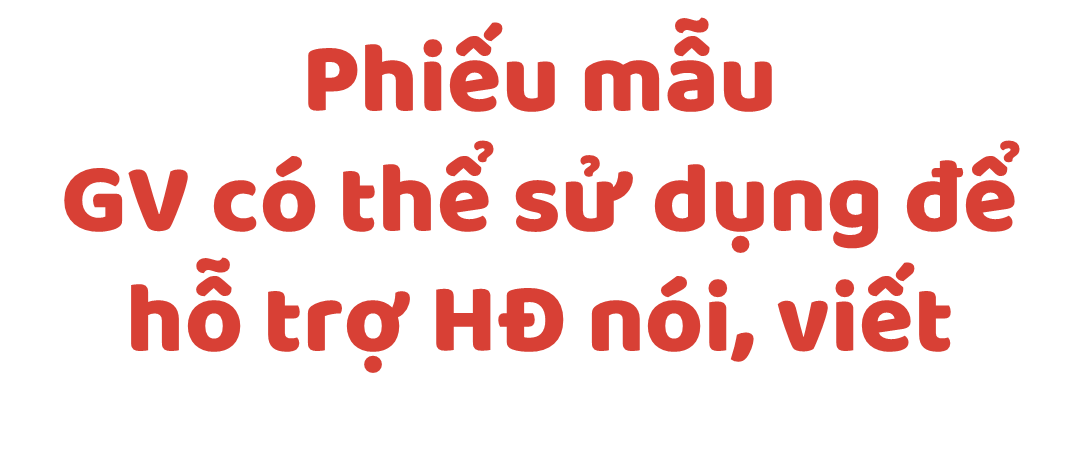 Phiếu mẫu
GV có thể sử dụng để
hỗ trợ HĐ nói, viết